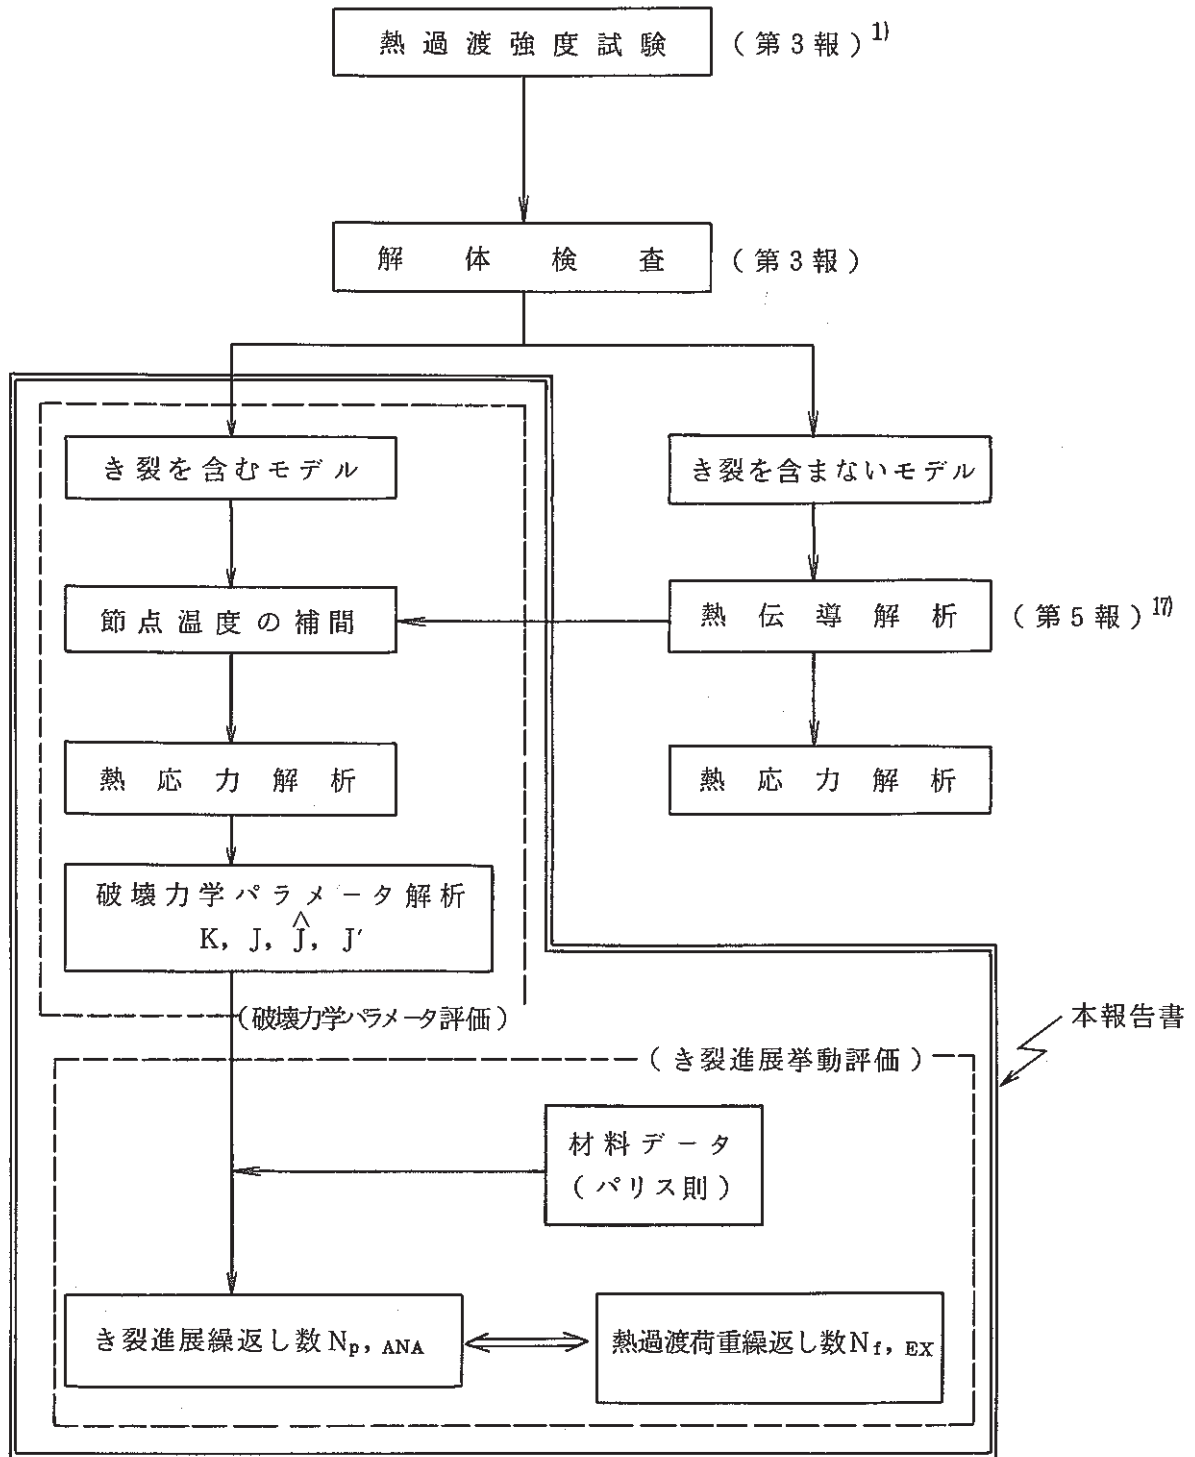 熱過渡強度試験 (第3報)1)
解体検査 (第3報)
き裂を含むモデル
き裂を含まないモデル
節点温度の補間
熱伝導解析 (第5報)17)
熱応力解析
熱応力解析
破壊力学パラメータ解析
K, J, Ĵ, J′
(破壊力学パラメータ評価)
本報告書
(き裂進展挙動評価)
材料データ
(パリス則)
き裂進展繰返し数Np, ANA
熱過渡荷重繰返し数Nf, EX